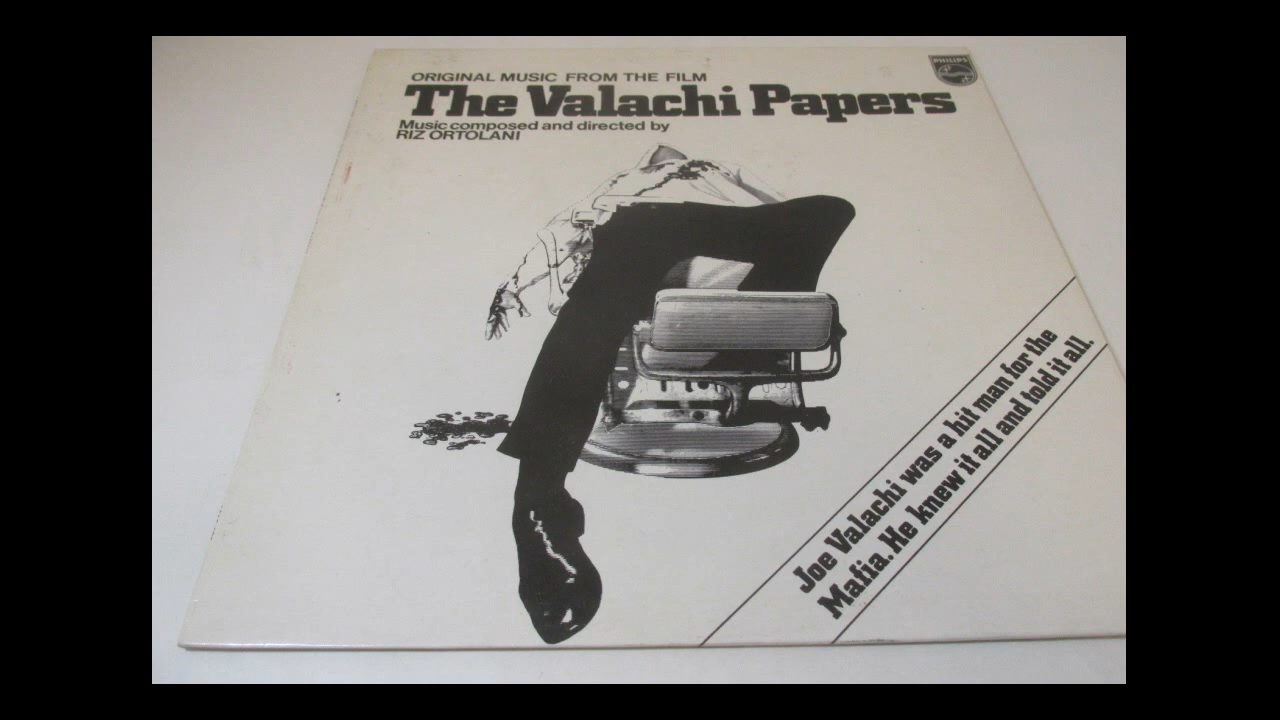 ORIGINAL MUSIC FROM THE FILM
PHILIPS
The Valachi Papers
Music composed and directed by
RIZ ORTOLANI
Joe Valachi was a hit man for the
Mafia. He knew it all and told it all.